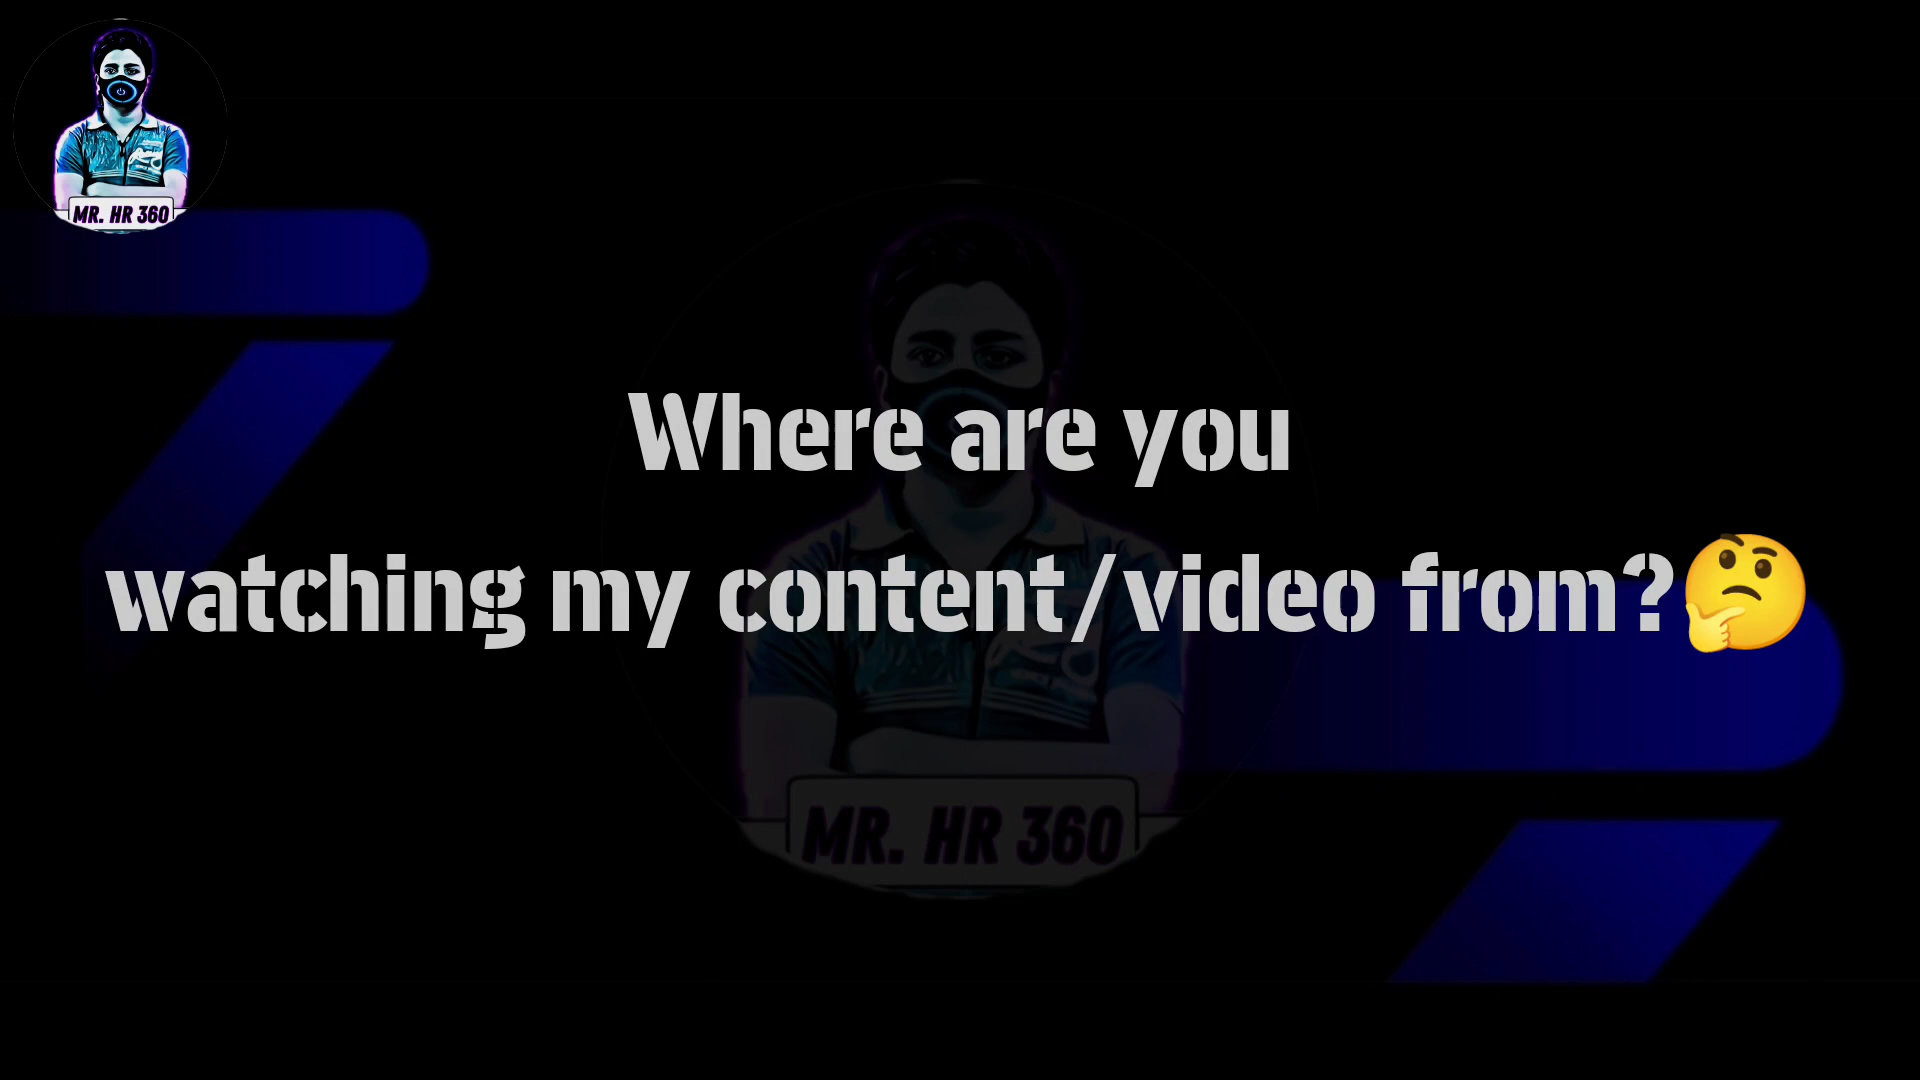 MR. HR 360
Where are you
watching my content/video from?🤔
MR. HR 360